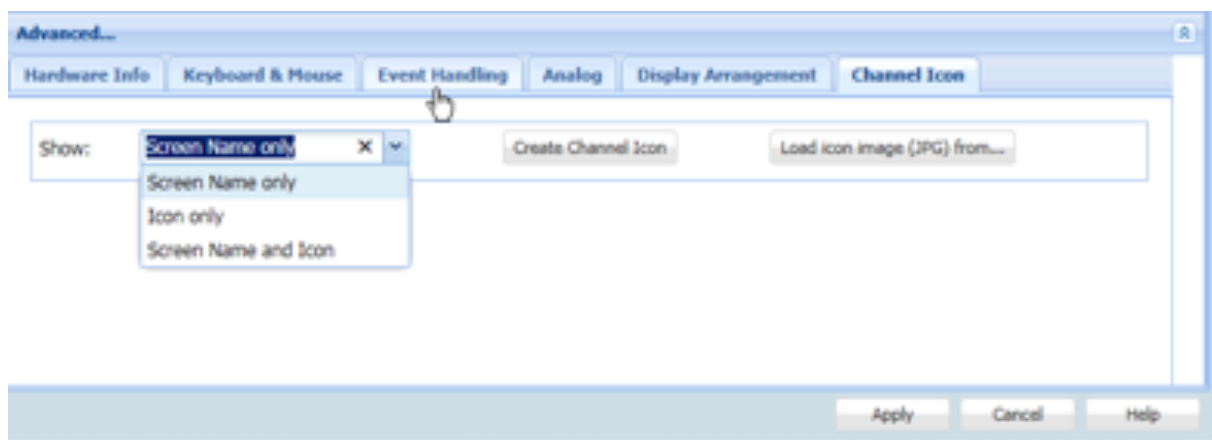 Advanced...
Hardware Info Keyboard & Mouse Event Handling Analog Display Arrangement Channel Icon
Show: Screen Name only Create Channel Icon Load icon image (JPG) from...
Screen Name only
Icon only
Screen Name and Icon
Apply Cancel Help